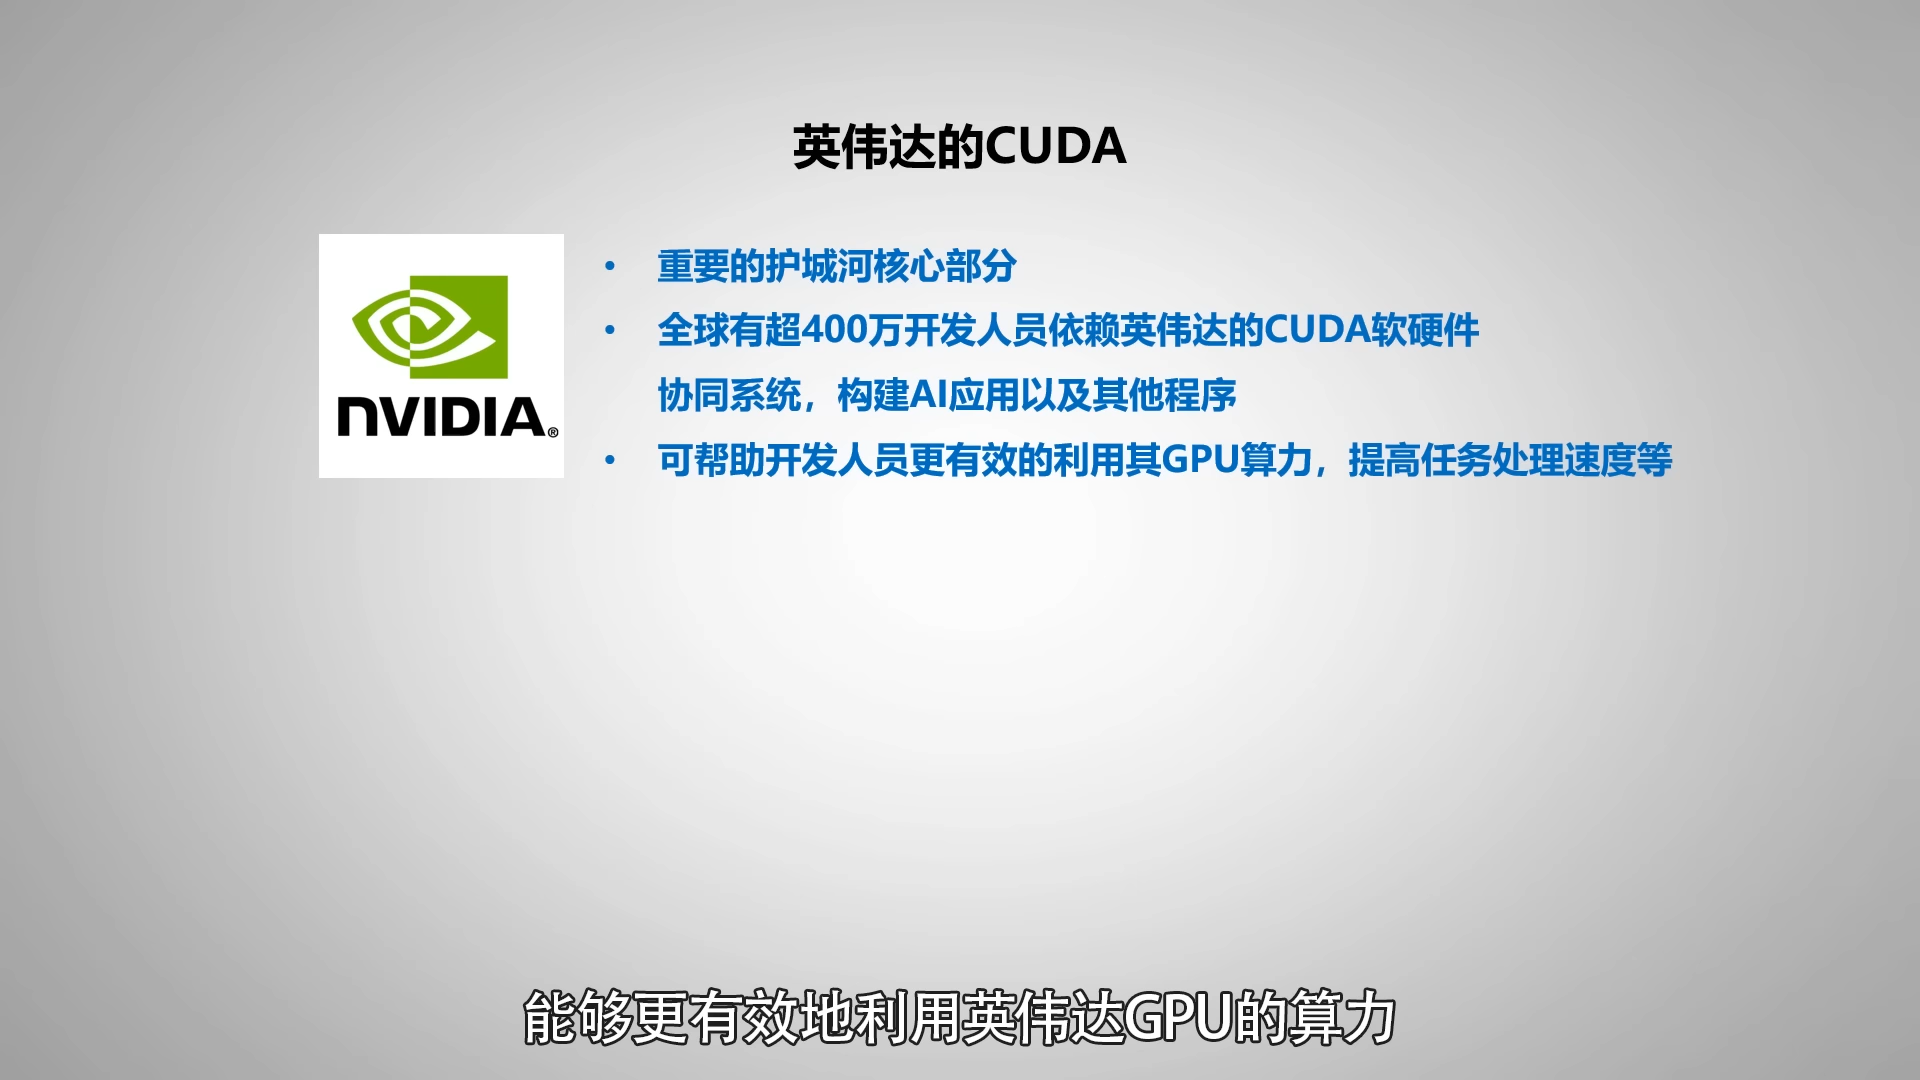 英伟达的CUDA
NVIDIA®
• 重要的护城河核心部分
• 全球有超400万开发人员依赖英伟达的CUDA软硬件
协同系统，构建AI应用以及其他程序
• 可帮助开发人员更有效的利用其GPU算力，提高任务处理速度等
能够更有效地利用英伟达GPU的算力